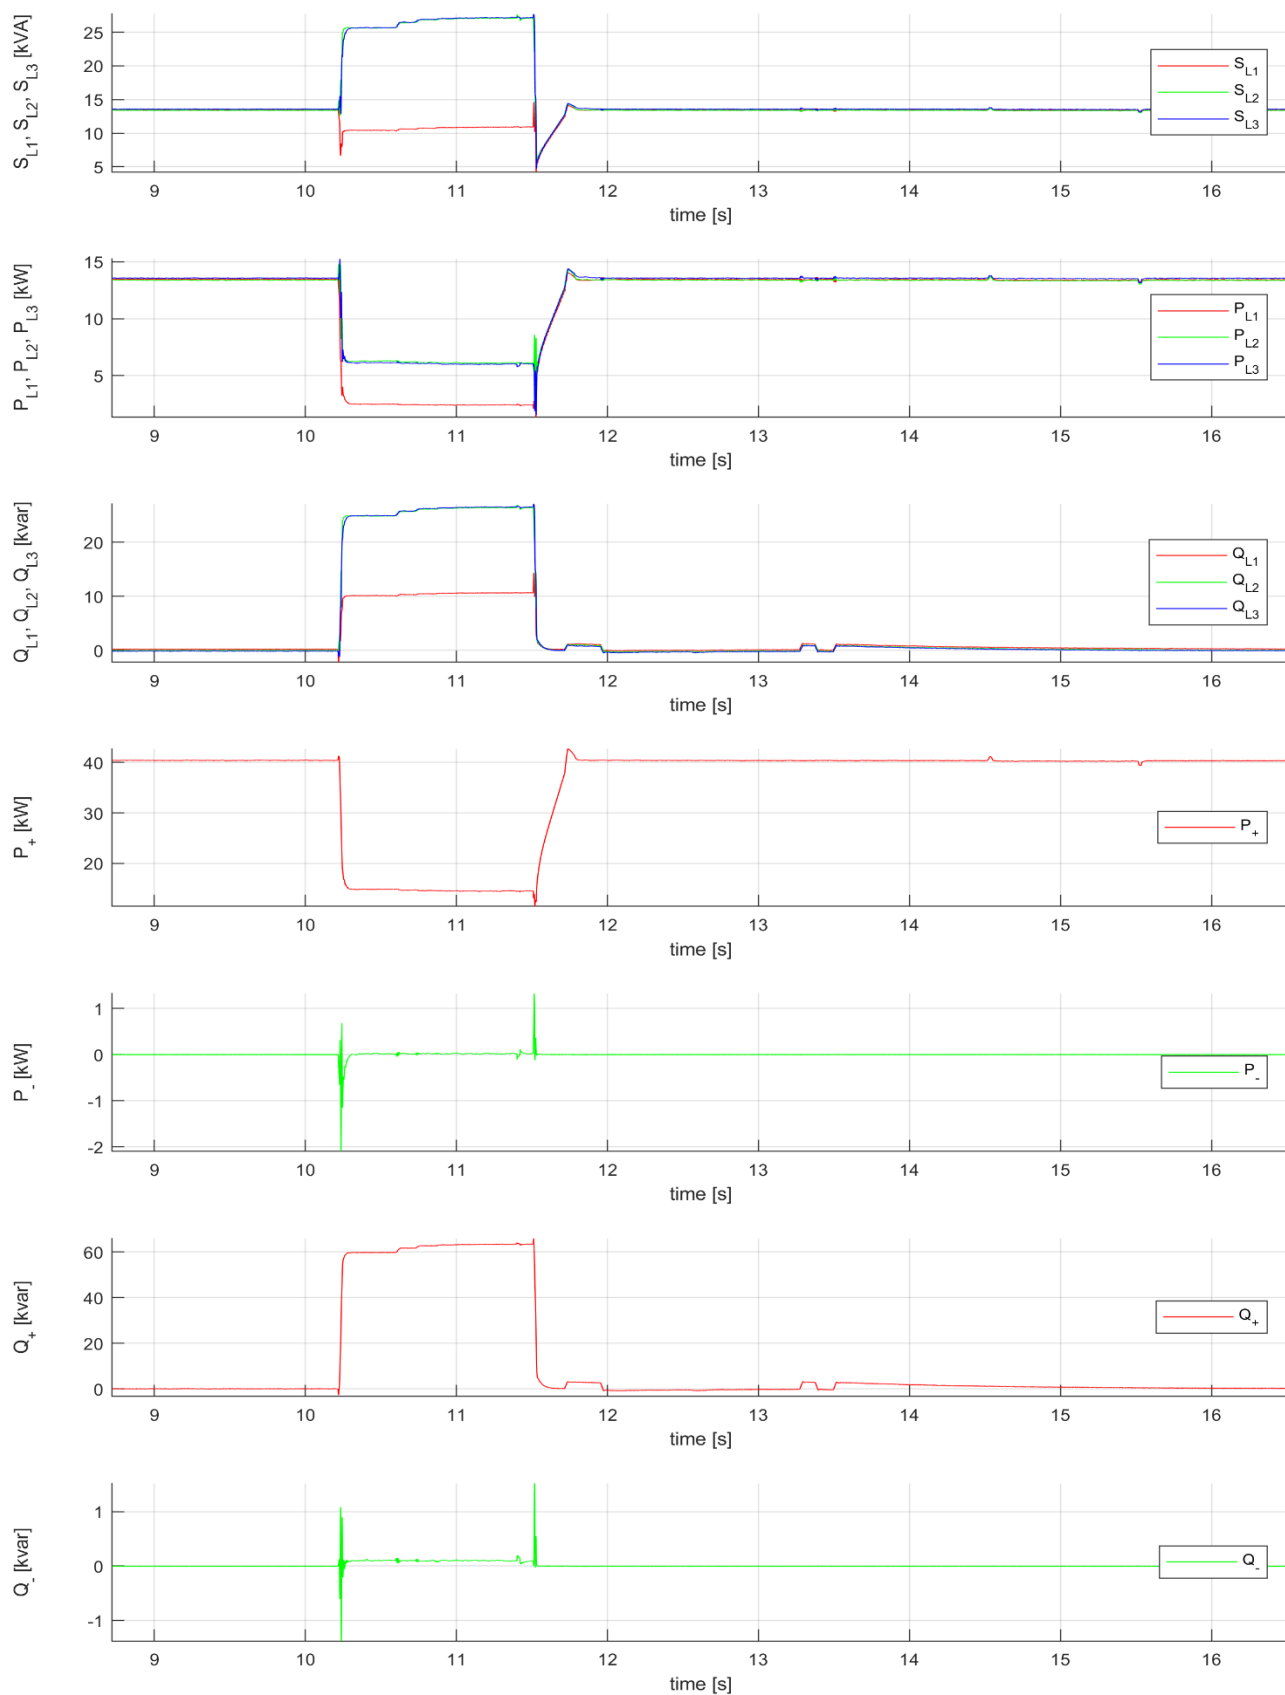 S_L1, S_L2, S_L3 [kVA]
25
20
15
10
5
S_L1
S_L2
S_L3
9 10 11 12 13 14 15 16
time [s]
P_L1, P_L2, P_L3 [kW]
15
10
5
P_L1
P_L2
P_L3
9 10 11 12 13 14 15 16
time [s]
Q_L1, Q_L2, Q_L3 [kvar]
20
10
0
Q_L1
Q_L2
Q_L3
9 10 11 12 13 14 15 16
time [s]
P_+ [kW]
40
30
20
P_+
9 10 11 12 13 14 15 16
time [s]
P_- [kW]
1
0
-1
-2
P_-
9 10 11 12 13 14 15 16
time [s]
Q_+ [kvar]
60
40
20
0
Q_+
9 10 11 12 13 14 15 16
time [s]
Q_- [kvar]
1
0
-1
Q_-
9 10 11 12 13 14 15 16
time [s]